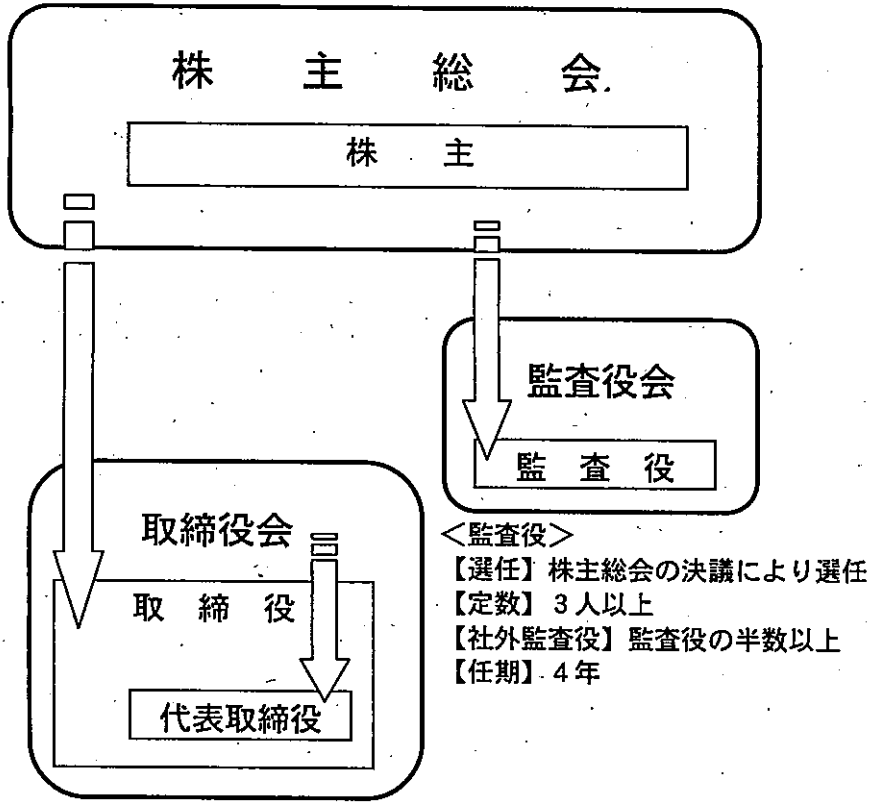 株主総会
株主
監査役会
監査役
取締役会
取締役
代表取締役
<監査役>
【選任】株主総会の決議により選任
【定数】3人以上
【社外監査役】監査役の半数以上
【任期】4年